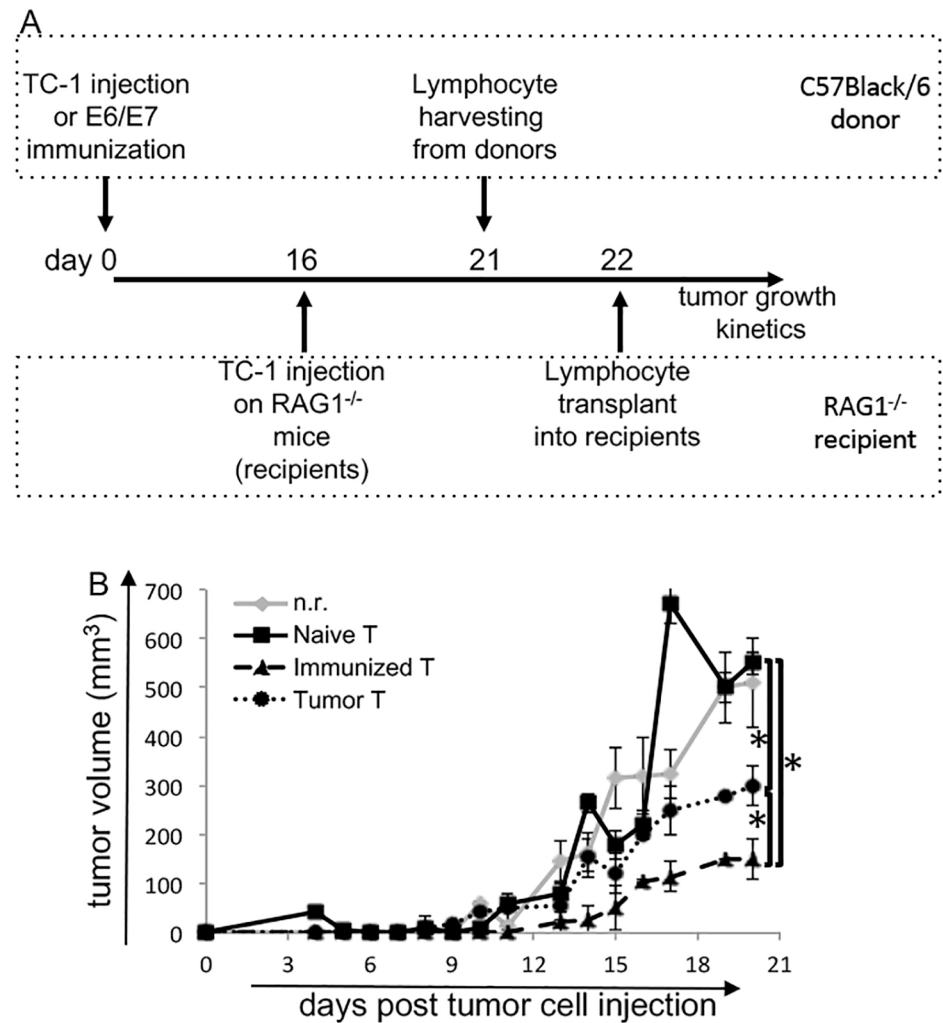 A
TC-1 injection
or E6/E7
immunization
Lymphocyte
harvesting
from donors
C57Black/6
donor
day 0
16
21
22
tumor growth
kinetics
TC-1 injection
on RAG1-/-
mice
(recipients)
Lymphocyte
transplant
into recipients
RAG1-/-
recipient
B
tumor volume (mm3)
700
600
500
400
300
200
100
0
n.r.
Naive T
Immunized T
Tumor T
*
*
*
0 3 6 9 12 15 18 21
days post tumor cell injection